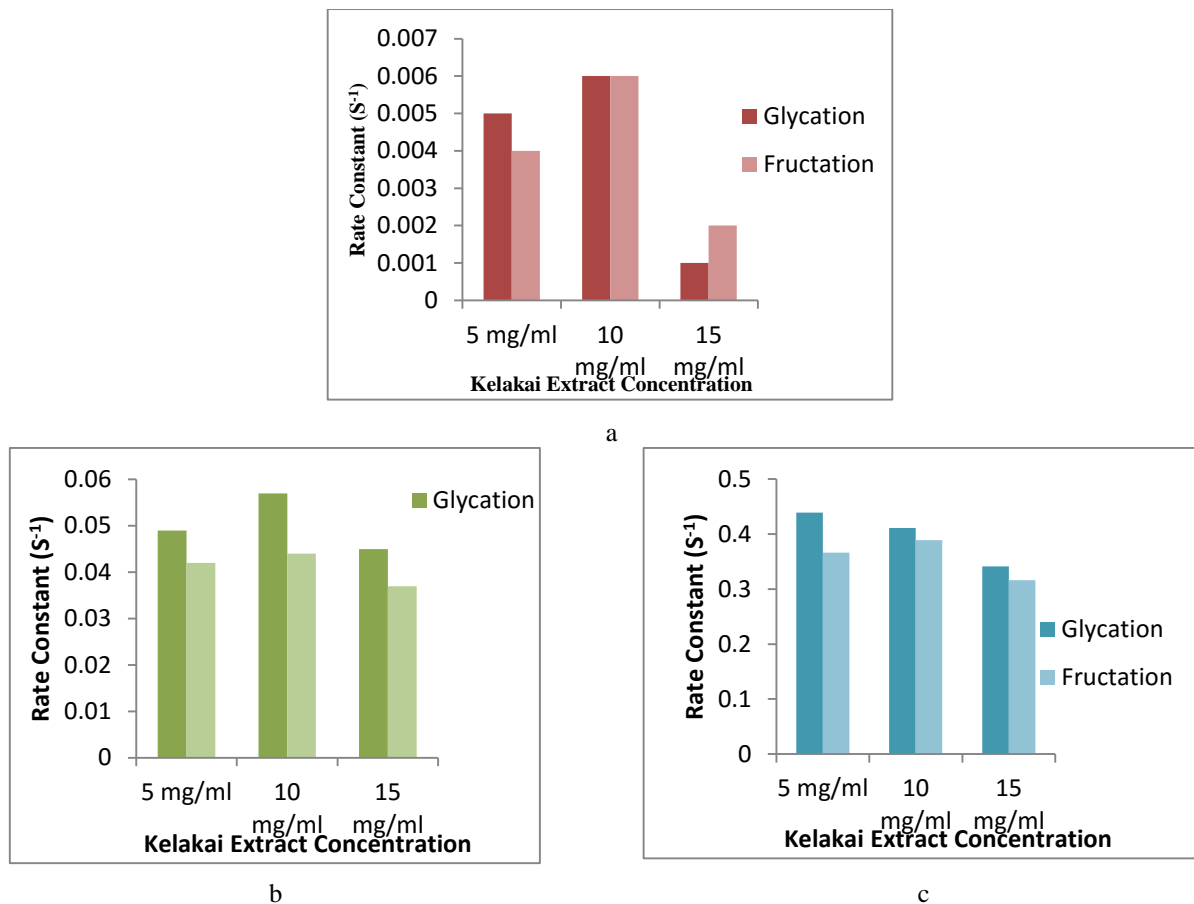 0.007
0.006
0.005
0.004
0.003
0.002
0.001
0
Rate Constant (S-1)
5 mg/ml
10 mg/ml
15 mg/ml
Kelakai Extract Concentration
Glycation
Fructation
a
0.06
0.05
0.04
0.03
0.02
0.01
0
Rate Constant (S-1)
5 mg/ml
10 mg/ml
15 mg/ml
Kelakai Extract Concentration
Glycation
b
0.5
0.4
0.3
0.2
0.1
0
Rate Constant (S-1)
5 mg/ml
10 mg/ml
15 mg/ml
Kelakai Extract Concentration
Glycation
Fructation
c